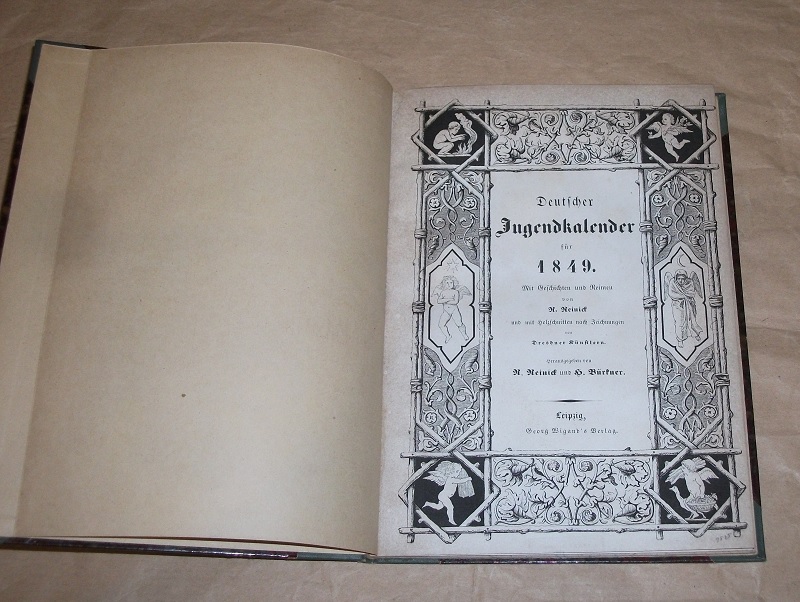 Deutscher
Jugendkalender
für
1849.
Mit Geschichten und Reimen
von
R. Reinick
und mit Holzschnitten nach Zeichnungen
von
Dresdner Künstlern.
Herausgegeben von
R. Reinick und H. Bürkner.
Leipzig,
Georg Wigand's Verlag.